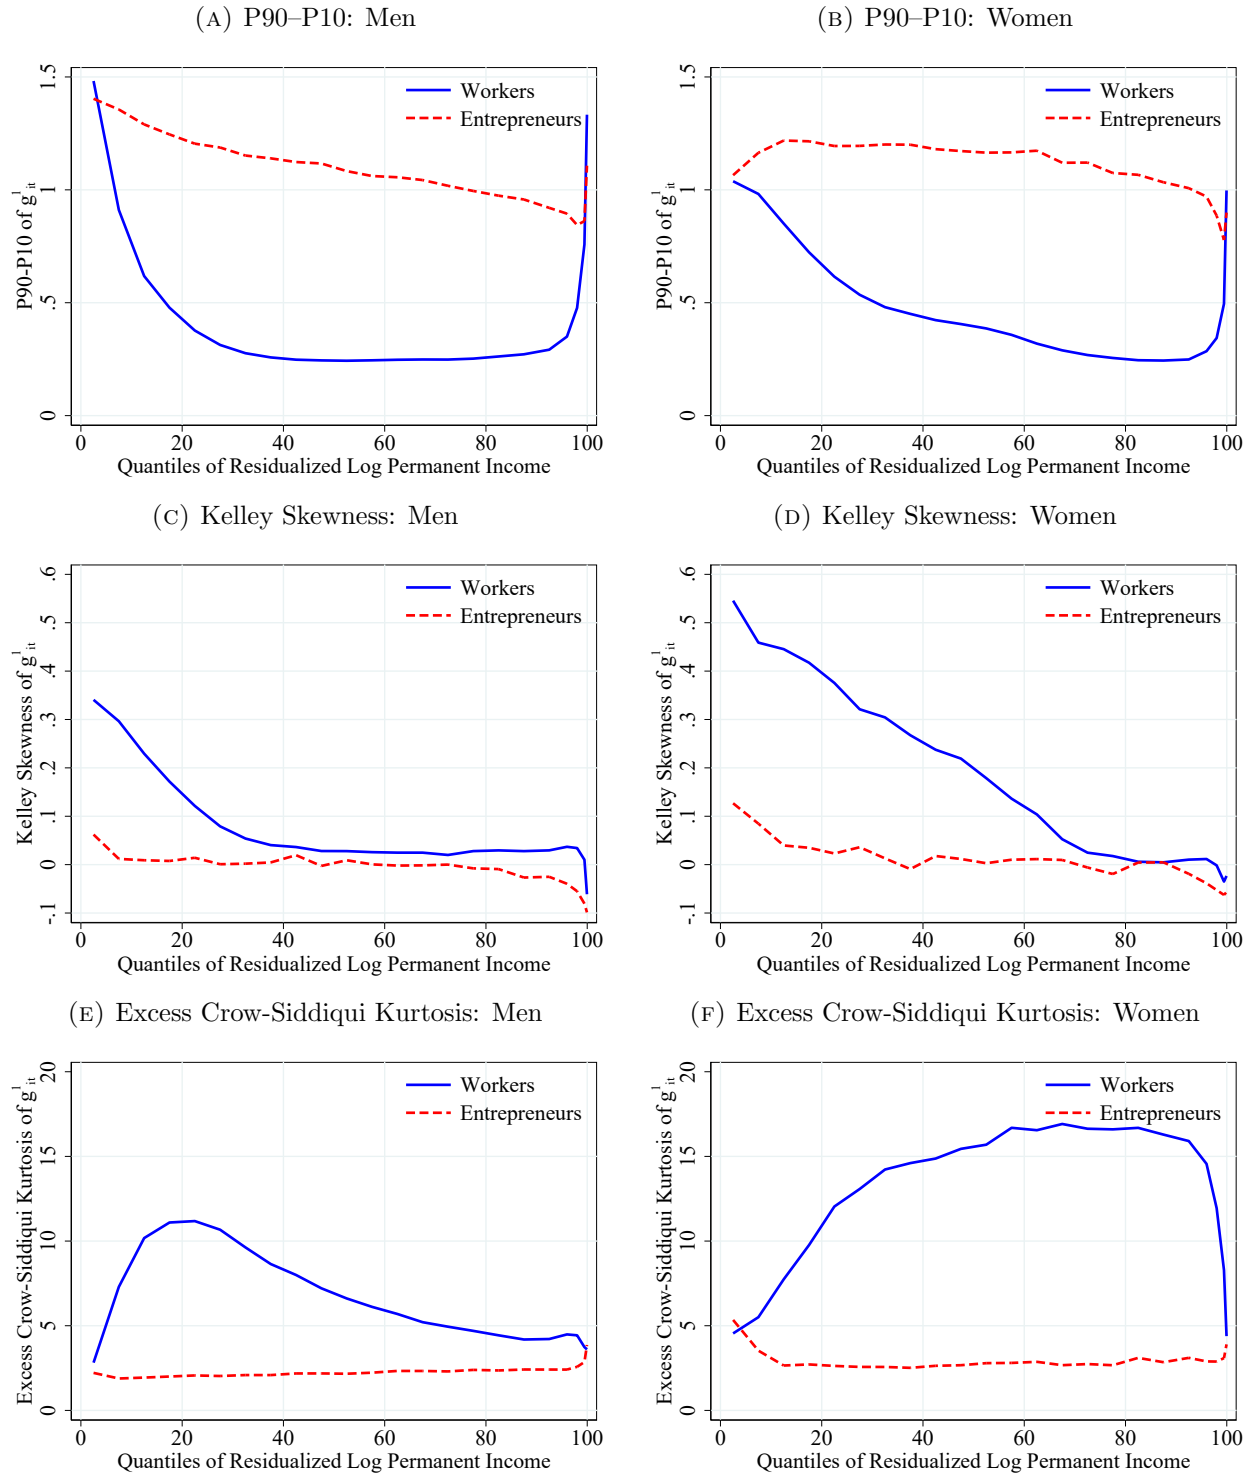 (A) P90–P10: Men
P90-P10 of g¹ᵢₜ
0
.5
1
1.5
Workers
Entrepreneurs
0 20 40 60 80 100
Quantiles of Residualized Log Permanent Income
(B) P90–P10: Women
P90-P10 of g¹ᵢₜ
0
.5
1
1.5
Workers
Entrepreneurs
0 20 40 60 80 100
Quantiles of Residualized Log Permanent Income
(C) Kelley Skewness: Men
Kelley Skewness of g¹ᵢₜ
-.1
0
.1
.2
.3
.4
.5
.6
Workers
Entrepreneurs
0 20 40 60 80 100
Quantiles of Residualized Log Permanent Income
(D) Kelley Skewness: Women
Kelley Skewness of g¹ᵢₜ
-.1
0
.1
.2
.3
.4
.5
.6
Workers
Entrepreneurs
0 20 40 60 80 100
Quantiles of Residualized Log Permanent Income
(E) Excess Crow-Siddiqui Kurtosis: Men
Excess Crow-Siddiqui Kurtosis of g¹ᵢₜ
0
5
10
15
20
Workers
Entrepreneurs
0 20 40 60 80 100
Quantiles of Residualized Log Permanent Income
(F) Excess Crow-Siddiqui Kurtosis: Women
Excess Crow-Siddiqui Kurtosis of g¹ᵢₜ
0
5
10
15
20
Workers
Entrepreneurs
0 20 40 60 80 100
Quantiles of Residualized Log Permanent Income